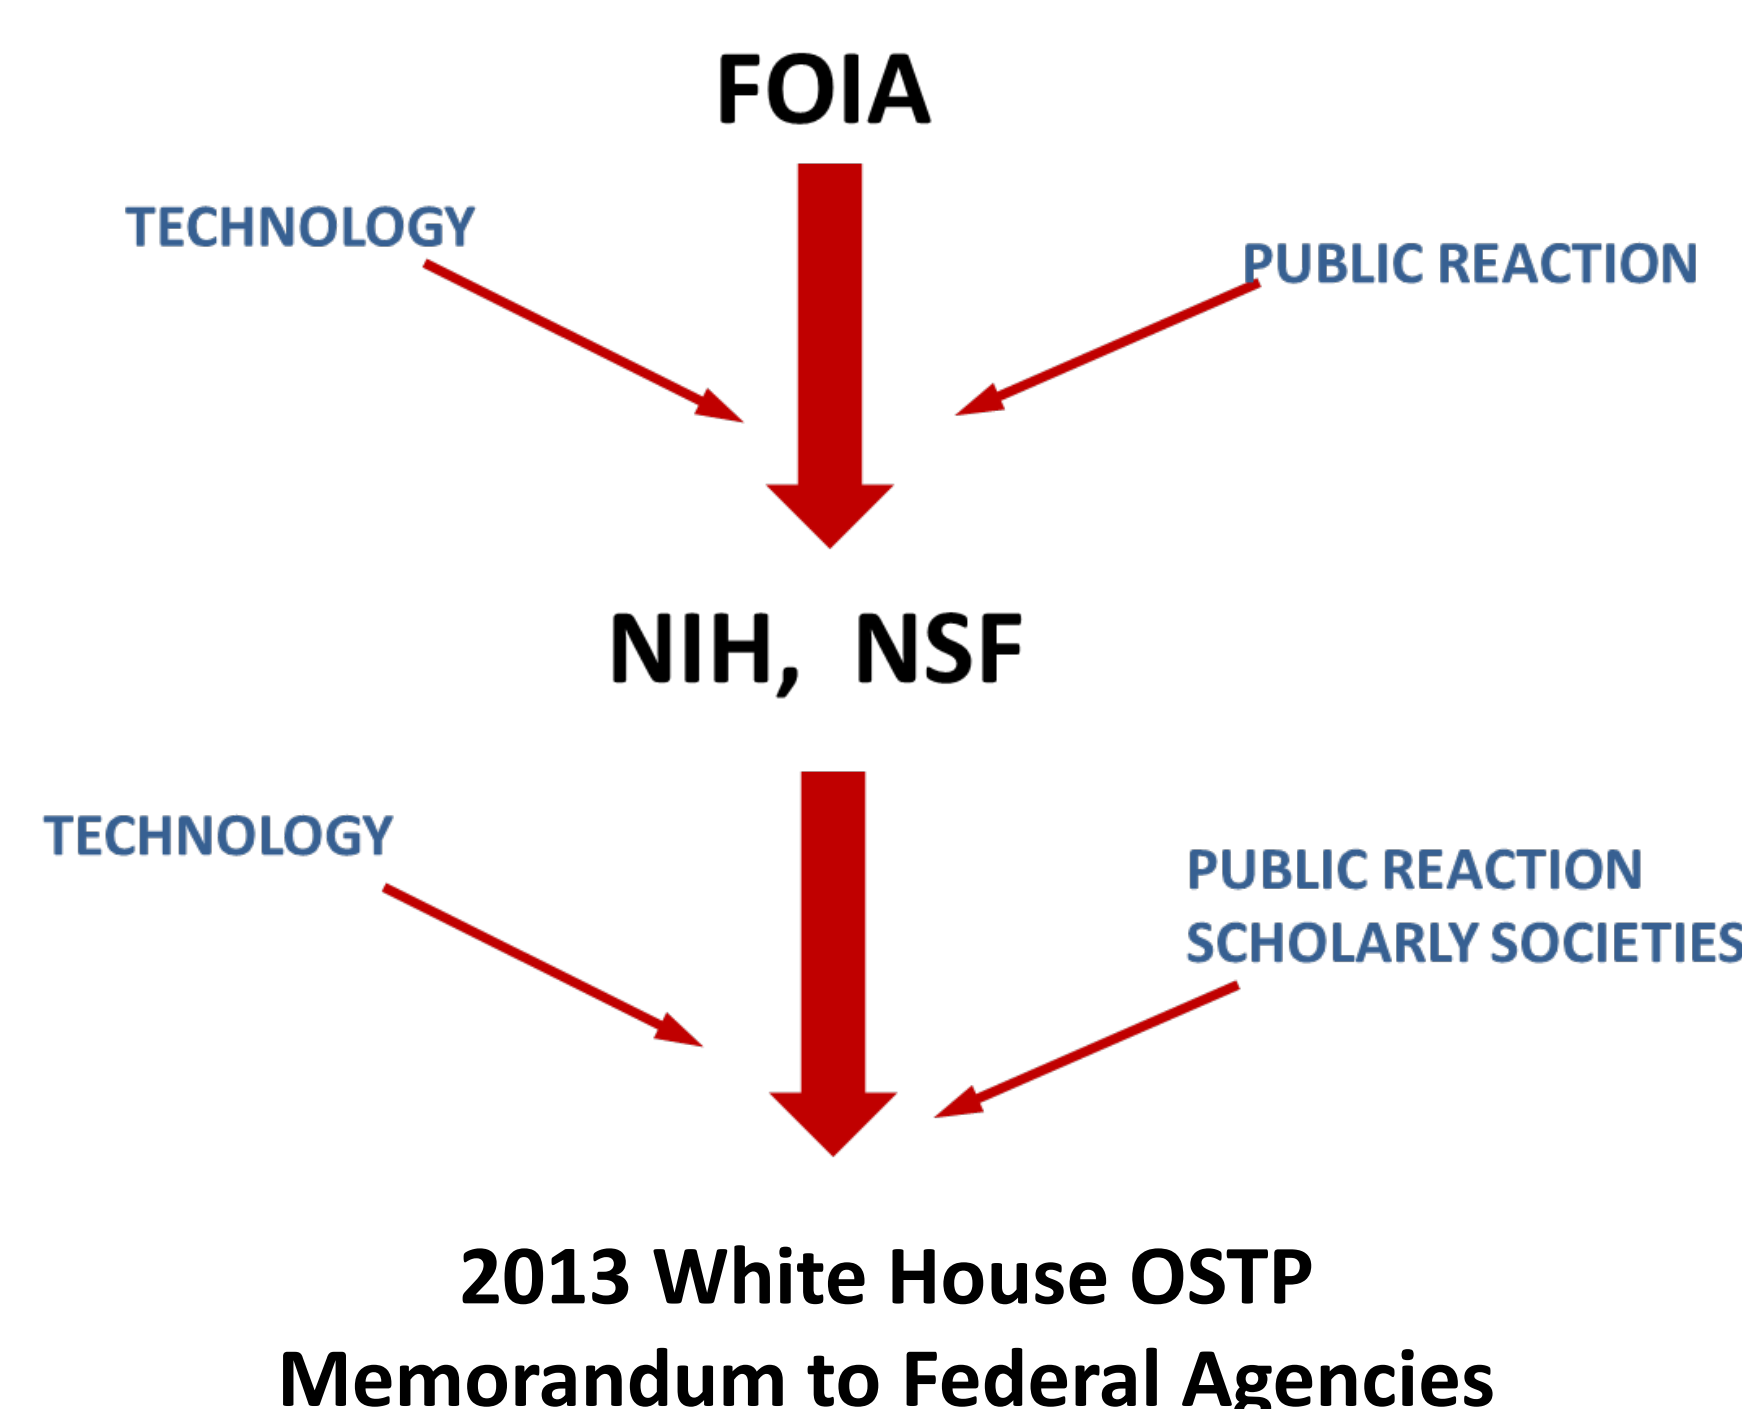 FOIA
TECHNOLOGY
PUBLIC REACTION
NIH, NSF
TECHNOLOGY
PUBLIC REACTION
SCHOLARLY SOCIETIES
2013 White House OSTP
Memorandum to Federal Agencies